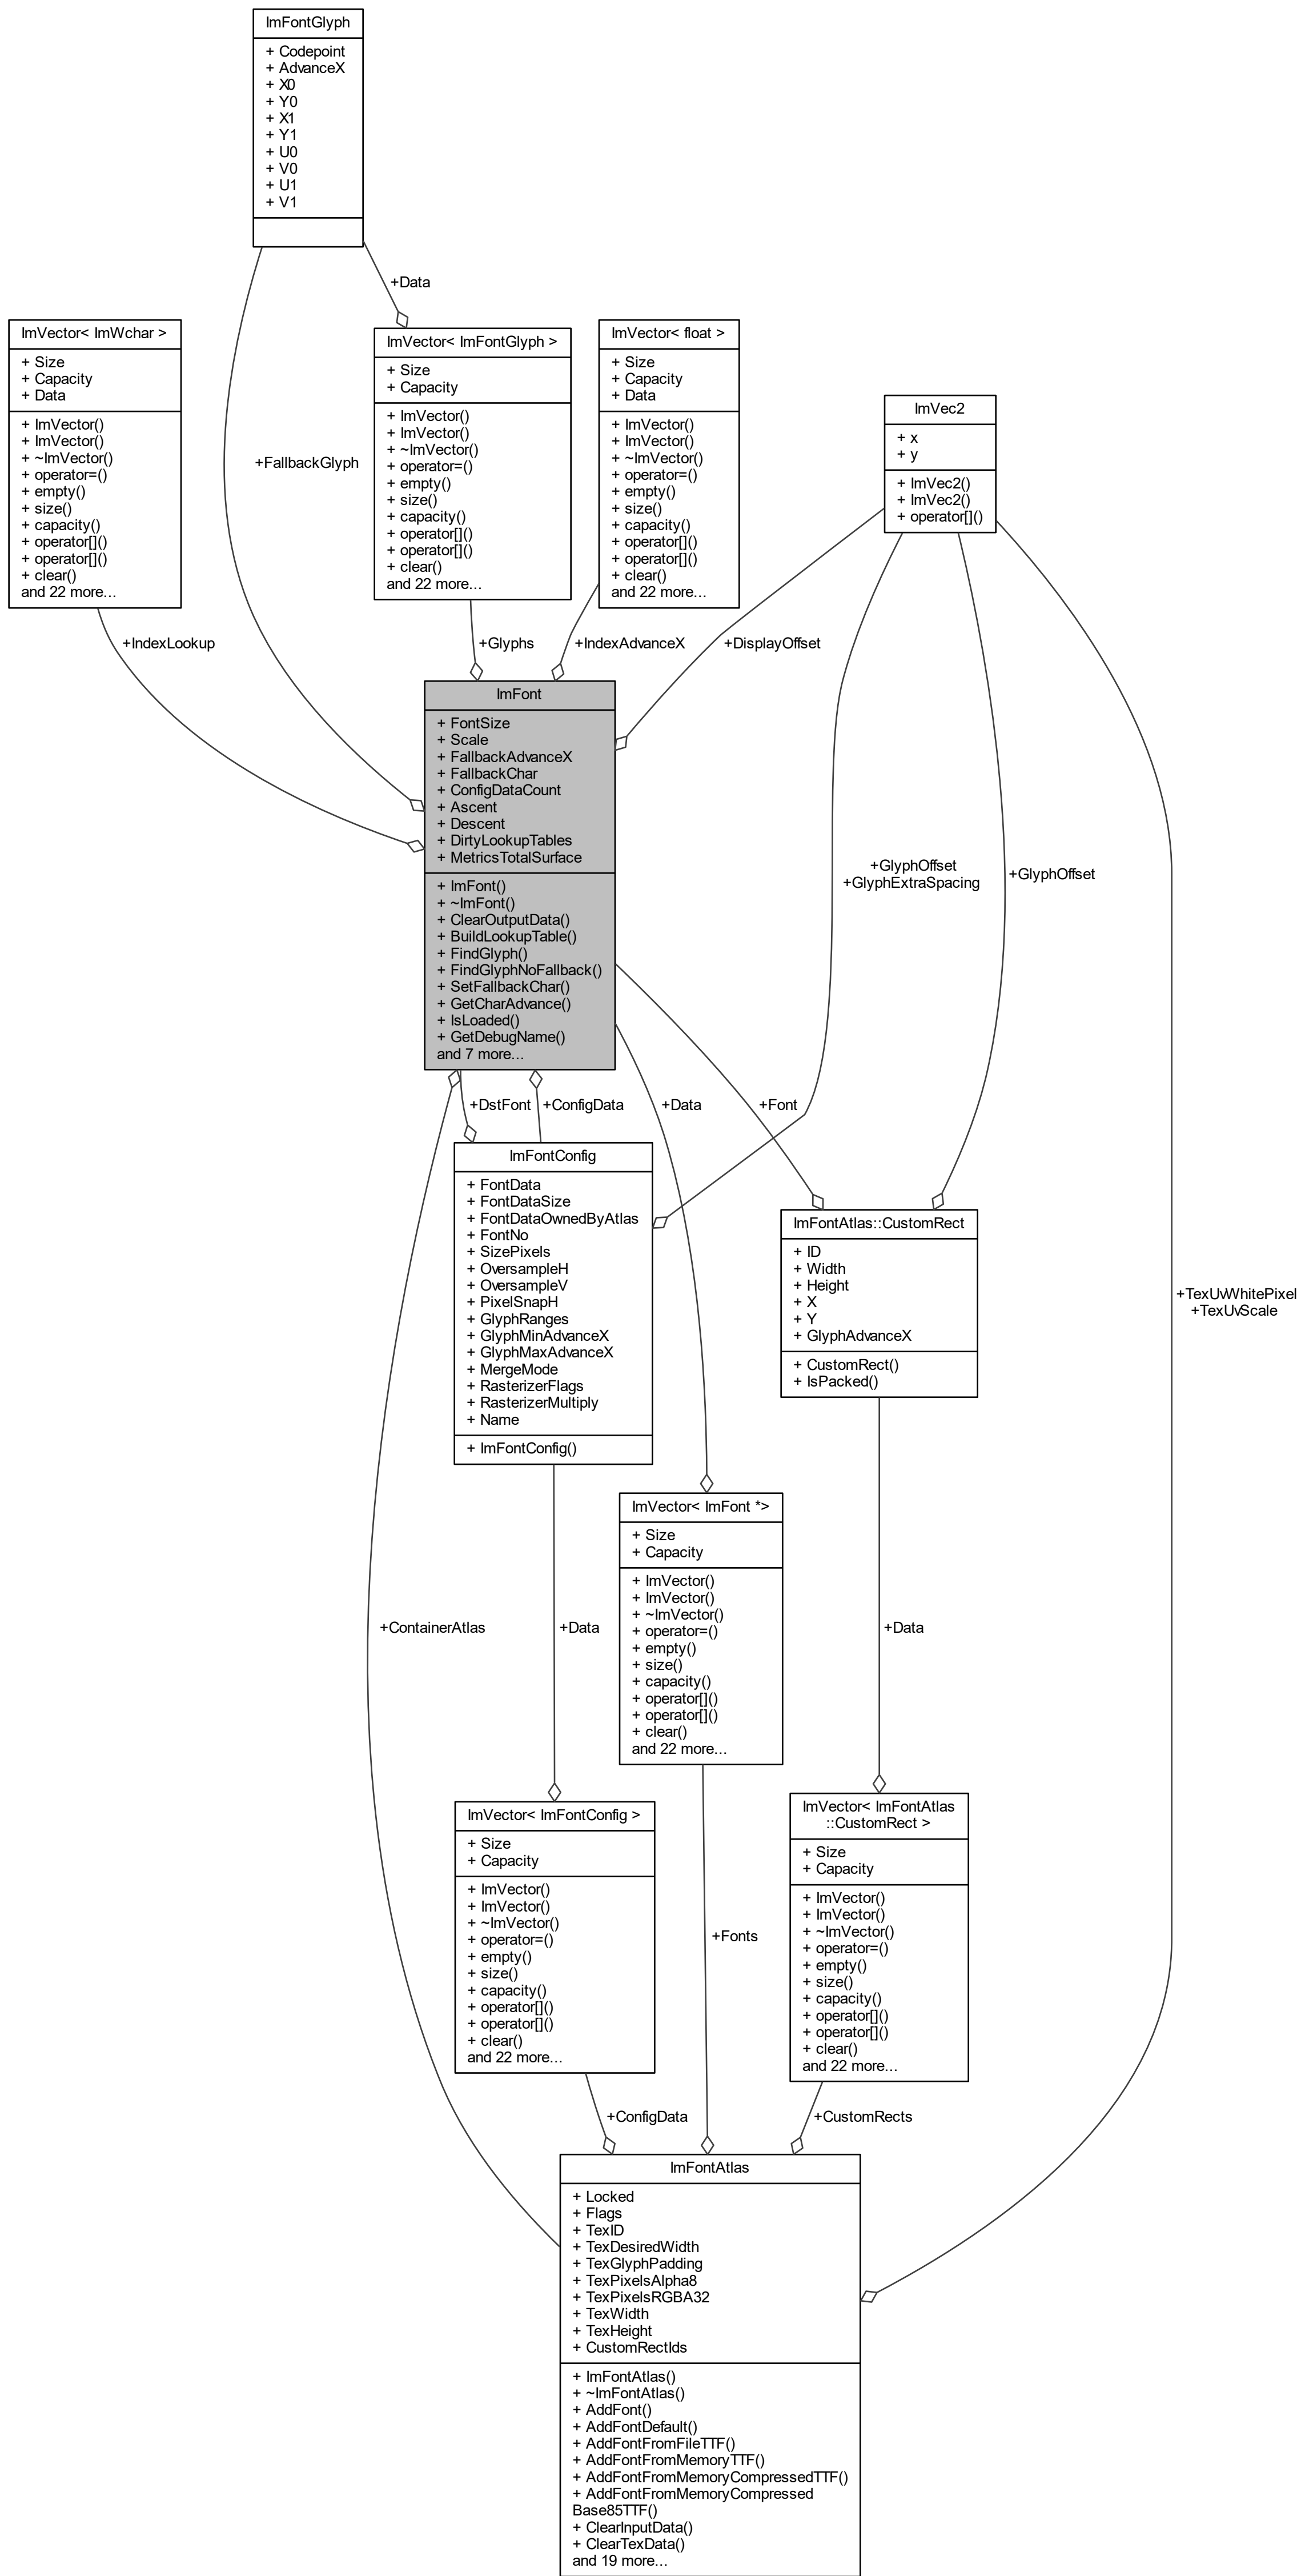 ImFontGlyph
+ Codepoint
+ AdvanceX
+ X0
+ Y0
+ X1
+ Y1
+ U0
+ V0
+ U1
+ V1
+Data
ImVector< ImWchar >
+ Size
+ Capacity
+ Data
+ ImVector()
+ ImVector()
+ ~ImVector()
+ operator=()
+ empty()
+ size()
+ capacity()
+ operator[]()
+ operator[]()
+ clear()
and 22 more...
+FallbackGlyph
ImVector< ImFontGlyph >
+ Size
+ Capacity
+ ImVector()
+ ImVector()
+ ~ImVector()
+ operator=()
+ empty()
+ size()
+ capacity()
+ operator[]()
+ operator[]()
+ clear()
and 22 more...
ImVector< float >
+ Size
+ Capacity
+ Data
+ ImVector()
+ ImVector()
+ ~ImVector()
+ operator=()
+ empty()
+ size()
+ capacity()
+ operator[]()
+ operator[]()
+ clear()
and 22 more...
ImVec2
+ x
+ y
+ ImVec2()
+ ImVec2()
+ operator[]()
+IndexLookup
+Glyphs
+IndexAdvanceX
+DisplayOffset
ImFont
+ FontSize
+ Scale
+ FallbackAdvanceX
+ FallbackChar
+ ConfigDataCount
+ Ascent
+ Descent
+ DirtyLookupTables
+ MetricsTotalSurface
+ ImFont()
+ ~ImFont()
+ ClearOutputData()
+ BuildLookupTable()
+ FindGlyph()
+ FindGlyphNoFallback()
+ SetFallbackChar()
+ GetCharAdvance()
+ IsLoaded()
+ GetDebugName()
and 7 more...
+GlyphOffset
+GlyphExtraSpacing
+GlyphOffset
+DstFont
+ConfigData
+Data
+Font
ImFontConfig
+ FontData
+ FontDataSize
+ FontDataOwnedByAtlas
+ FontNo
+ SizePixels
+ OversampleH
+ OversampleV
+ PixelSnapH
+ GlyphRanges
+ GlyphMinAdvanceX
+ GlyphMaxAdvanceX
+ MergeMode
+ RasterizerFlags
+ RasterizerMultiply
+ Name
+ ImFontConfig()
ImFontAtlas::CustomRect
+ ID
+ Width
+ Height
+ X
+ Y
+ GlyphAdvanceX
+ CustomRect()
+ IsPacked()
+TexUvWhitePixel
+TexUvScale
ImVector< ImFont *>
+ Size
+ Capacity
+ ImVector()
+ ImVector()
+ ~ImVector()
+ operator=()
+ empty()
+ size()
+ capacity()
+ operator[]()
+ operator[]()
+ clear()
and 22 more...
+ContainerAtlas
+Data
+Data
ImVector< ImFontConfig >
+ Size
+ Capacity
+ ImVector()
+ ImVector()
+ ~ImVector()
+ operator=()
+ empty()
+ size()
+ capacity()
+ operator[]()
+ operator[]()
+ clear()
and 22 more...
+Fonts
ImVector< ImFontAtlas
::CustomRect >
+ Size
+ Capacity
+ ImVector()
+ ImVector()
+ ~ImVector()
+ operator=()
+ empty()
+ size()
+ capacity()
+ operator[]()
+ operator[]()
+ clear()
and 22 more...
+ConfigData
+CustomRects
ImFontAtlas
+ Locked
+ Flags
+ TexID
+ TexDesiredWidth
+ TexGlyphPadding
+ TexPixelsAlpha8
+ TexPixelsRGBA32
+ TexWidth
+ TexHeight
+ CustomRectIds
+ ImFontAtlas()
+ ~ImFontAtlas()
+ AddFont()
+ AddFontDefault()
+ AddFontFromFileTTF()
+ AddFontFromMemoryTTF()
+ AddFontFromMemoryCompressedTTF()
+ AddFontFromMemoryCompressed
Base85TTF()
+ ClearInputData()
+ ClearTexData()
and 19 more...